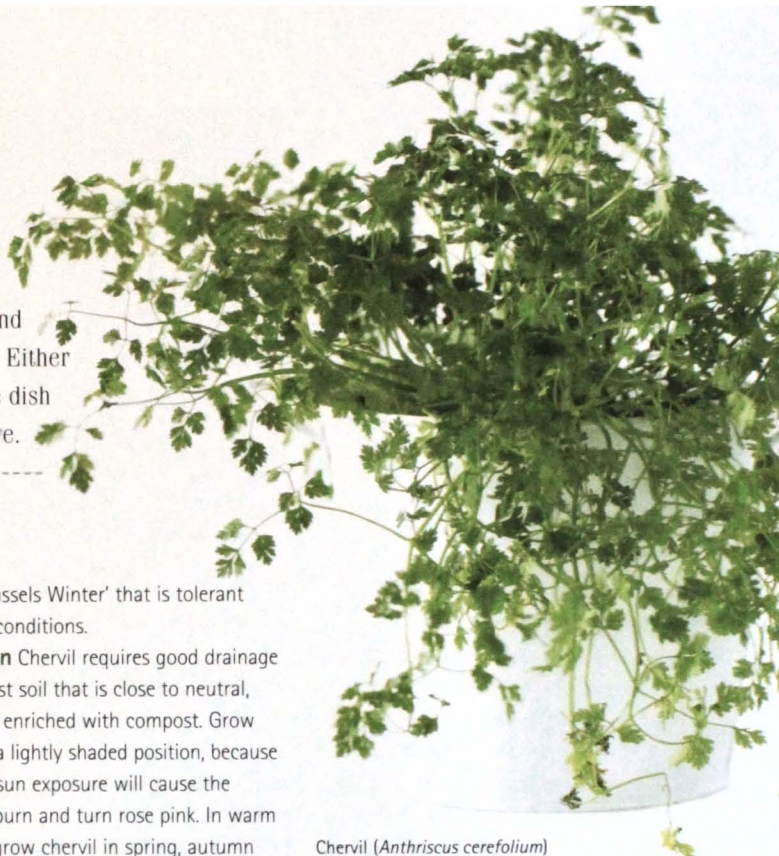 nd
Either
dish
e.
ssels Winter' that is tolerant
conditions.
n Chervil requires good drainage
st soil that is close to neutral,
enriched with compost. Grow
a lightly shaded position, because
sun exposure will cause the
burn and turn rose pink. In warm
grow chervil in spring, autumn
Chervil (Anthriscus cerefolium)